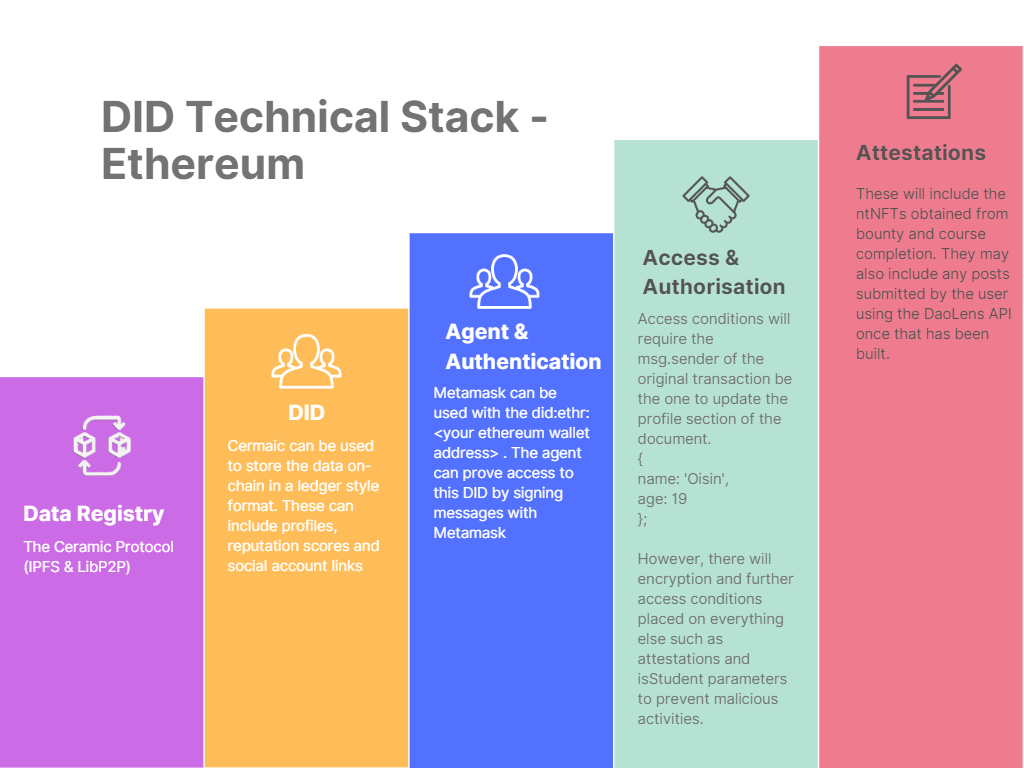 DID Technical Stack -
Ethereum
Data Registry
The Ceramic Protocol
(IPFS & LibP2P)
DID
Cermaic can be used
to store the data on-
chain in a ledger style
format. These can
include profiles,
reputation scores and
social account links
Agent &
Authentication
Metamask can be
used with the did:ethr:
<your ethereum wallet
address> . The agent
can prove access to
this DID by signing
messages with
Metamask
Access &
Authorisation
Access conditions will
require the
msg.sender of the
original transaction be
the one to update the
profile section of the
document.
{
name: 'Oisin',
age: 19
};
However, there will
encryption and further
access conditions
placed on everything
else such as
attestations and
isStudent parameters
to prevent malicious
activities.
Attestations
These will include the
ntNFTs obtained from
bounty and course
completion. They may
also include any posts
submitted by the user
using the DaoLens API
once that has been
built.